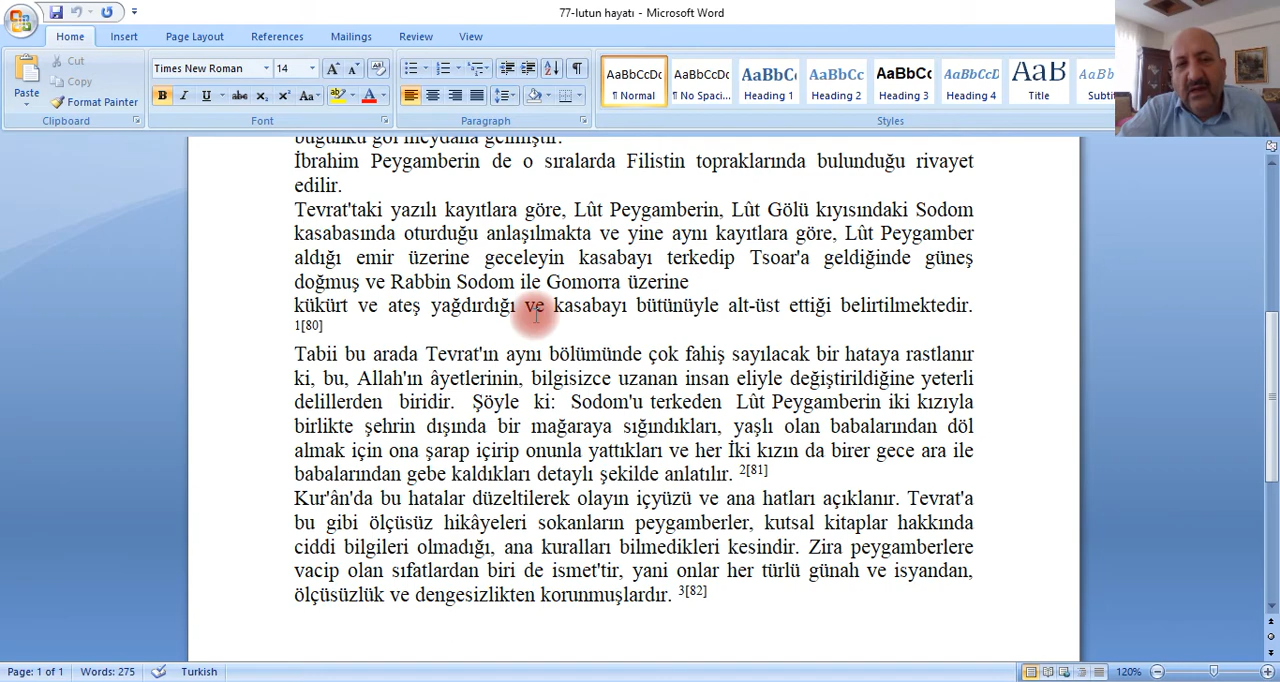 77-lutun hayatı - Microsoft Word
Home Insert Page Layout References Mailings Review View
Paste
Cut
Copy
Format Painter
Clipboard
Times New Roman
14
Font
Paragraph
AaBbCcDc AaBbCcDc AaBbC AaBbCc AaBbCc AaBbCcD AaB AaBb
¶ Normal ¶ No Spaci... Heading 1 Heading 2 Heading 3 Heading 4 Title Subti
Styles
bugünkü göl meydana gelmiştir.
İbrahim Peygamberin de o sıralarda Filistin topraklarında bulunduğu rivayet
edilir.
Tevrat'taki yazılı kayıtlara göre, Lût Peygamberin, Lût Gölü kıyısındaki Sodom
kasabasında oturduğu anlaşılmakta ve yine aynı kayıtlara göre, Lût Peygamber
aldığı emir üzerine geceleyin kasabayı terkedip Tsoar'a geldiğinde güneş
doğmuş ve Rabbin Sodom ile Gomorra üzerine
kükürt ve ateş yağdırdığı ve kasabayı bütünüyle alt-üst ettiği belirtilmektedir.
1[80]
Tabii bu arada Tevrat'ın aynı bölümünde çok fahiş sayılacak bir hataya rastlanır
ki, bu, Allah'ın âyetlerinin, bilgisizce uzanan insan eliyle değiştirildiğine yeterli
delillerden biridir. Şöyle ki: Sodom'u terkeden Lût Peygamberin iki kızıyla
birlikte şehrin dışında bir mağaraya sığındıkları, yaşlı olan babalarından döl
almak için ona şarap içirip onunla yattıkları ve her İki kızın da birer gece ara ile
babalarından gebe kaldıkları detaylı şekilde anlatılır. 2[81]
Kur'ân'da bu hatalar düzeltilerek olayın içyüzü ve ana hatları açıklanır. Tevrat'a
bu gibi ölçüsüz hikâyeleri sokanların peygamberler, kutsal kitaplar hakkında
ciddi bilgileri olmadığı, ana kuralları bilmedikleri kesindir. Zira peygamberlere
vacip olan sıfatlardan biri de ismet'tir, yani onlar her türlü günah ve isyandan,
ölçüsüzlük ve dengesizlikten korunmuşlardır. 3[82]
Page: 1 of 1 Words: 275 Turkish 120%